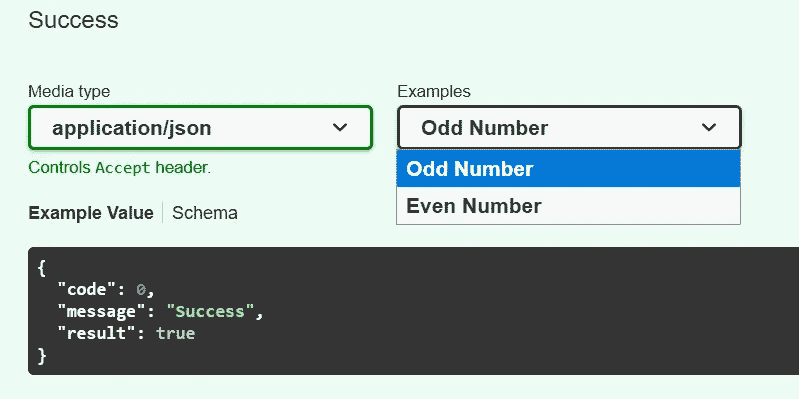 Success
Media type
Examples
application/json
Odd Number
Controls Accept header.
Odd Number
Even Number
Example Value
Schema
{
"code": 0,
"message": "Success",
"result": true
}